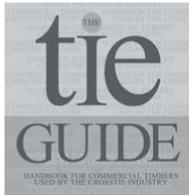 THE
tie
GUIDE
HANDBOOK FOR COMMERCIAL TIMBERS
USED BY THE CROSSTIE INDUSTRY